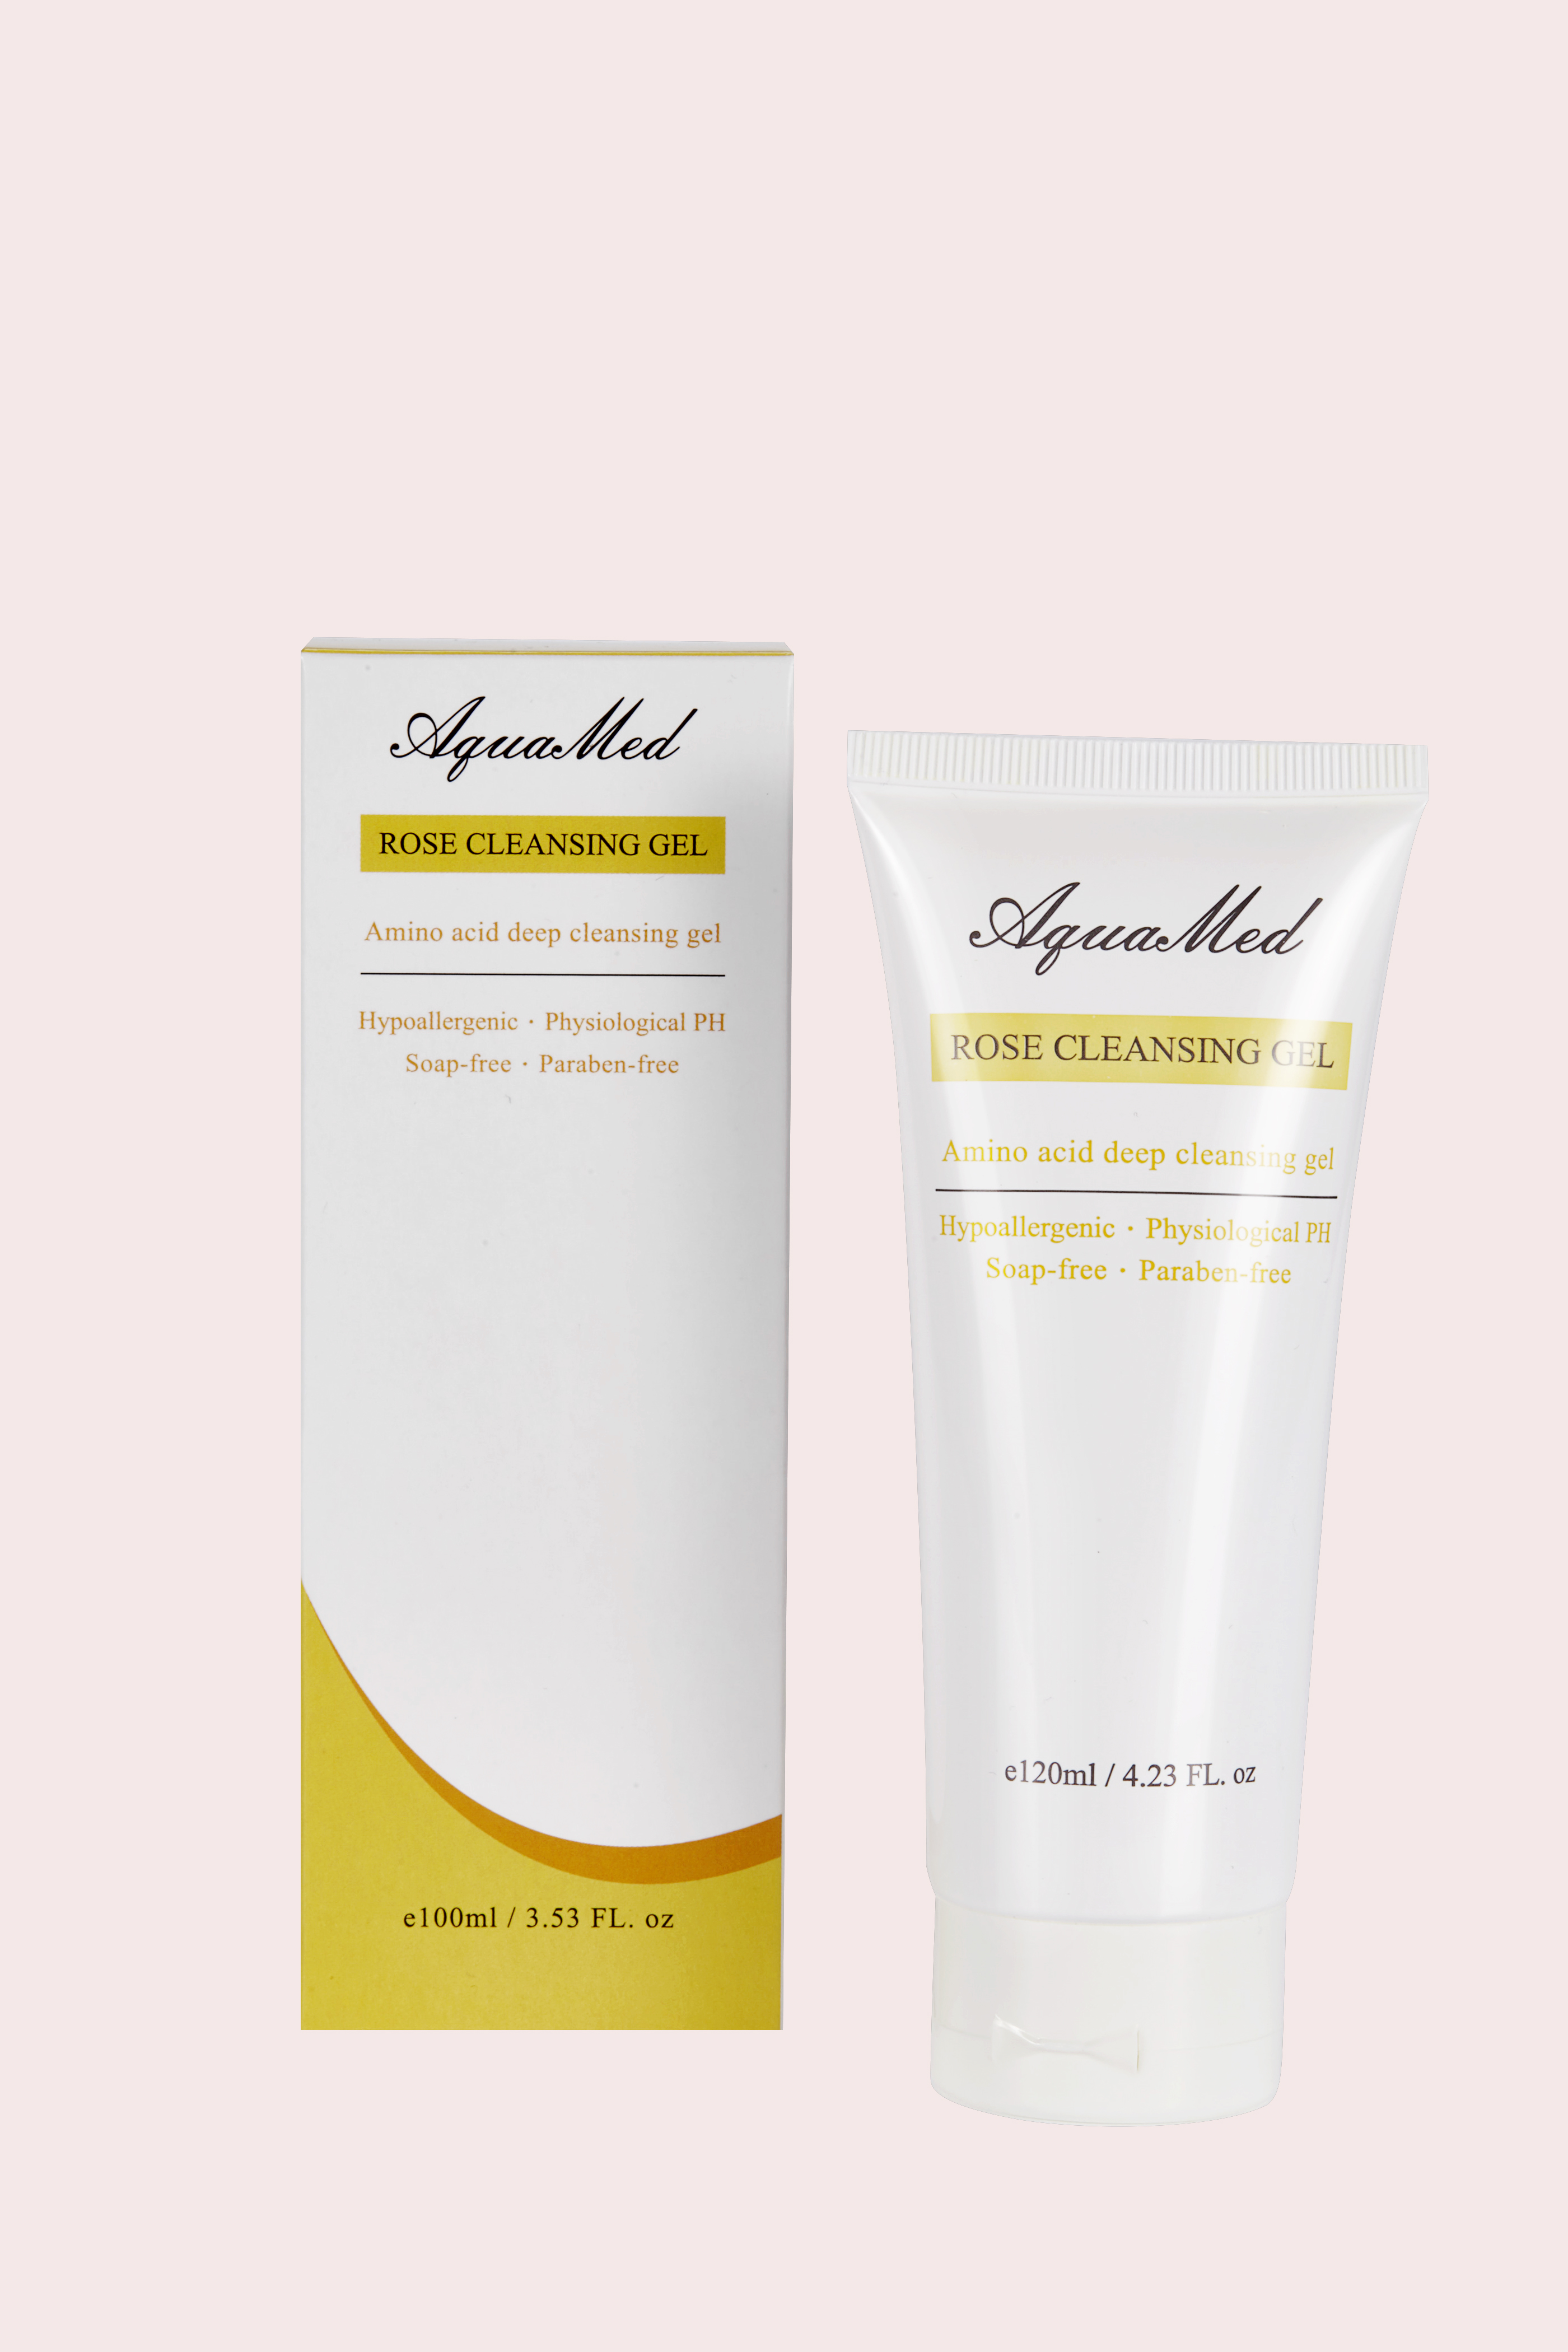 AquaMed
ROSE CLEANSING GEL
Amino acid deep cleansing gel
Hypoallergenic · Physiological PH
Soap-free · Paraben-free
e100ml / 3.53 FL. oz
AquaMed
ROSE CLEANSING GEL
Amino acid deep cleansing gel
Hypoallergenic · Physiological PH
Soap-free · Paraben-free
e120ml / 4.23 FL. oz